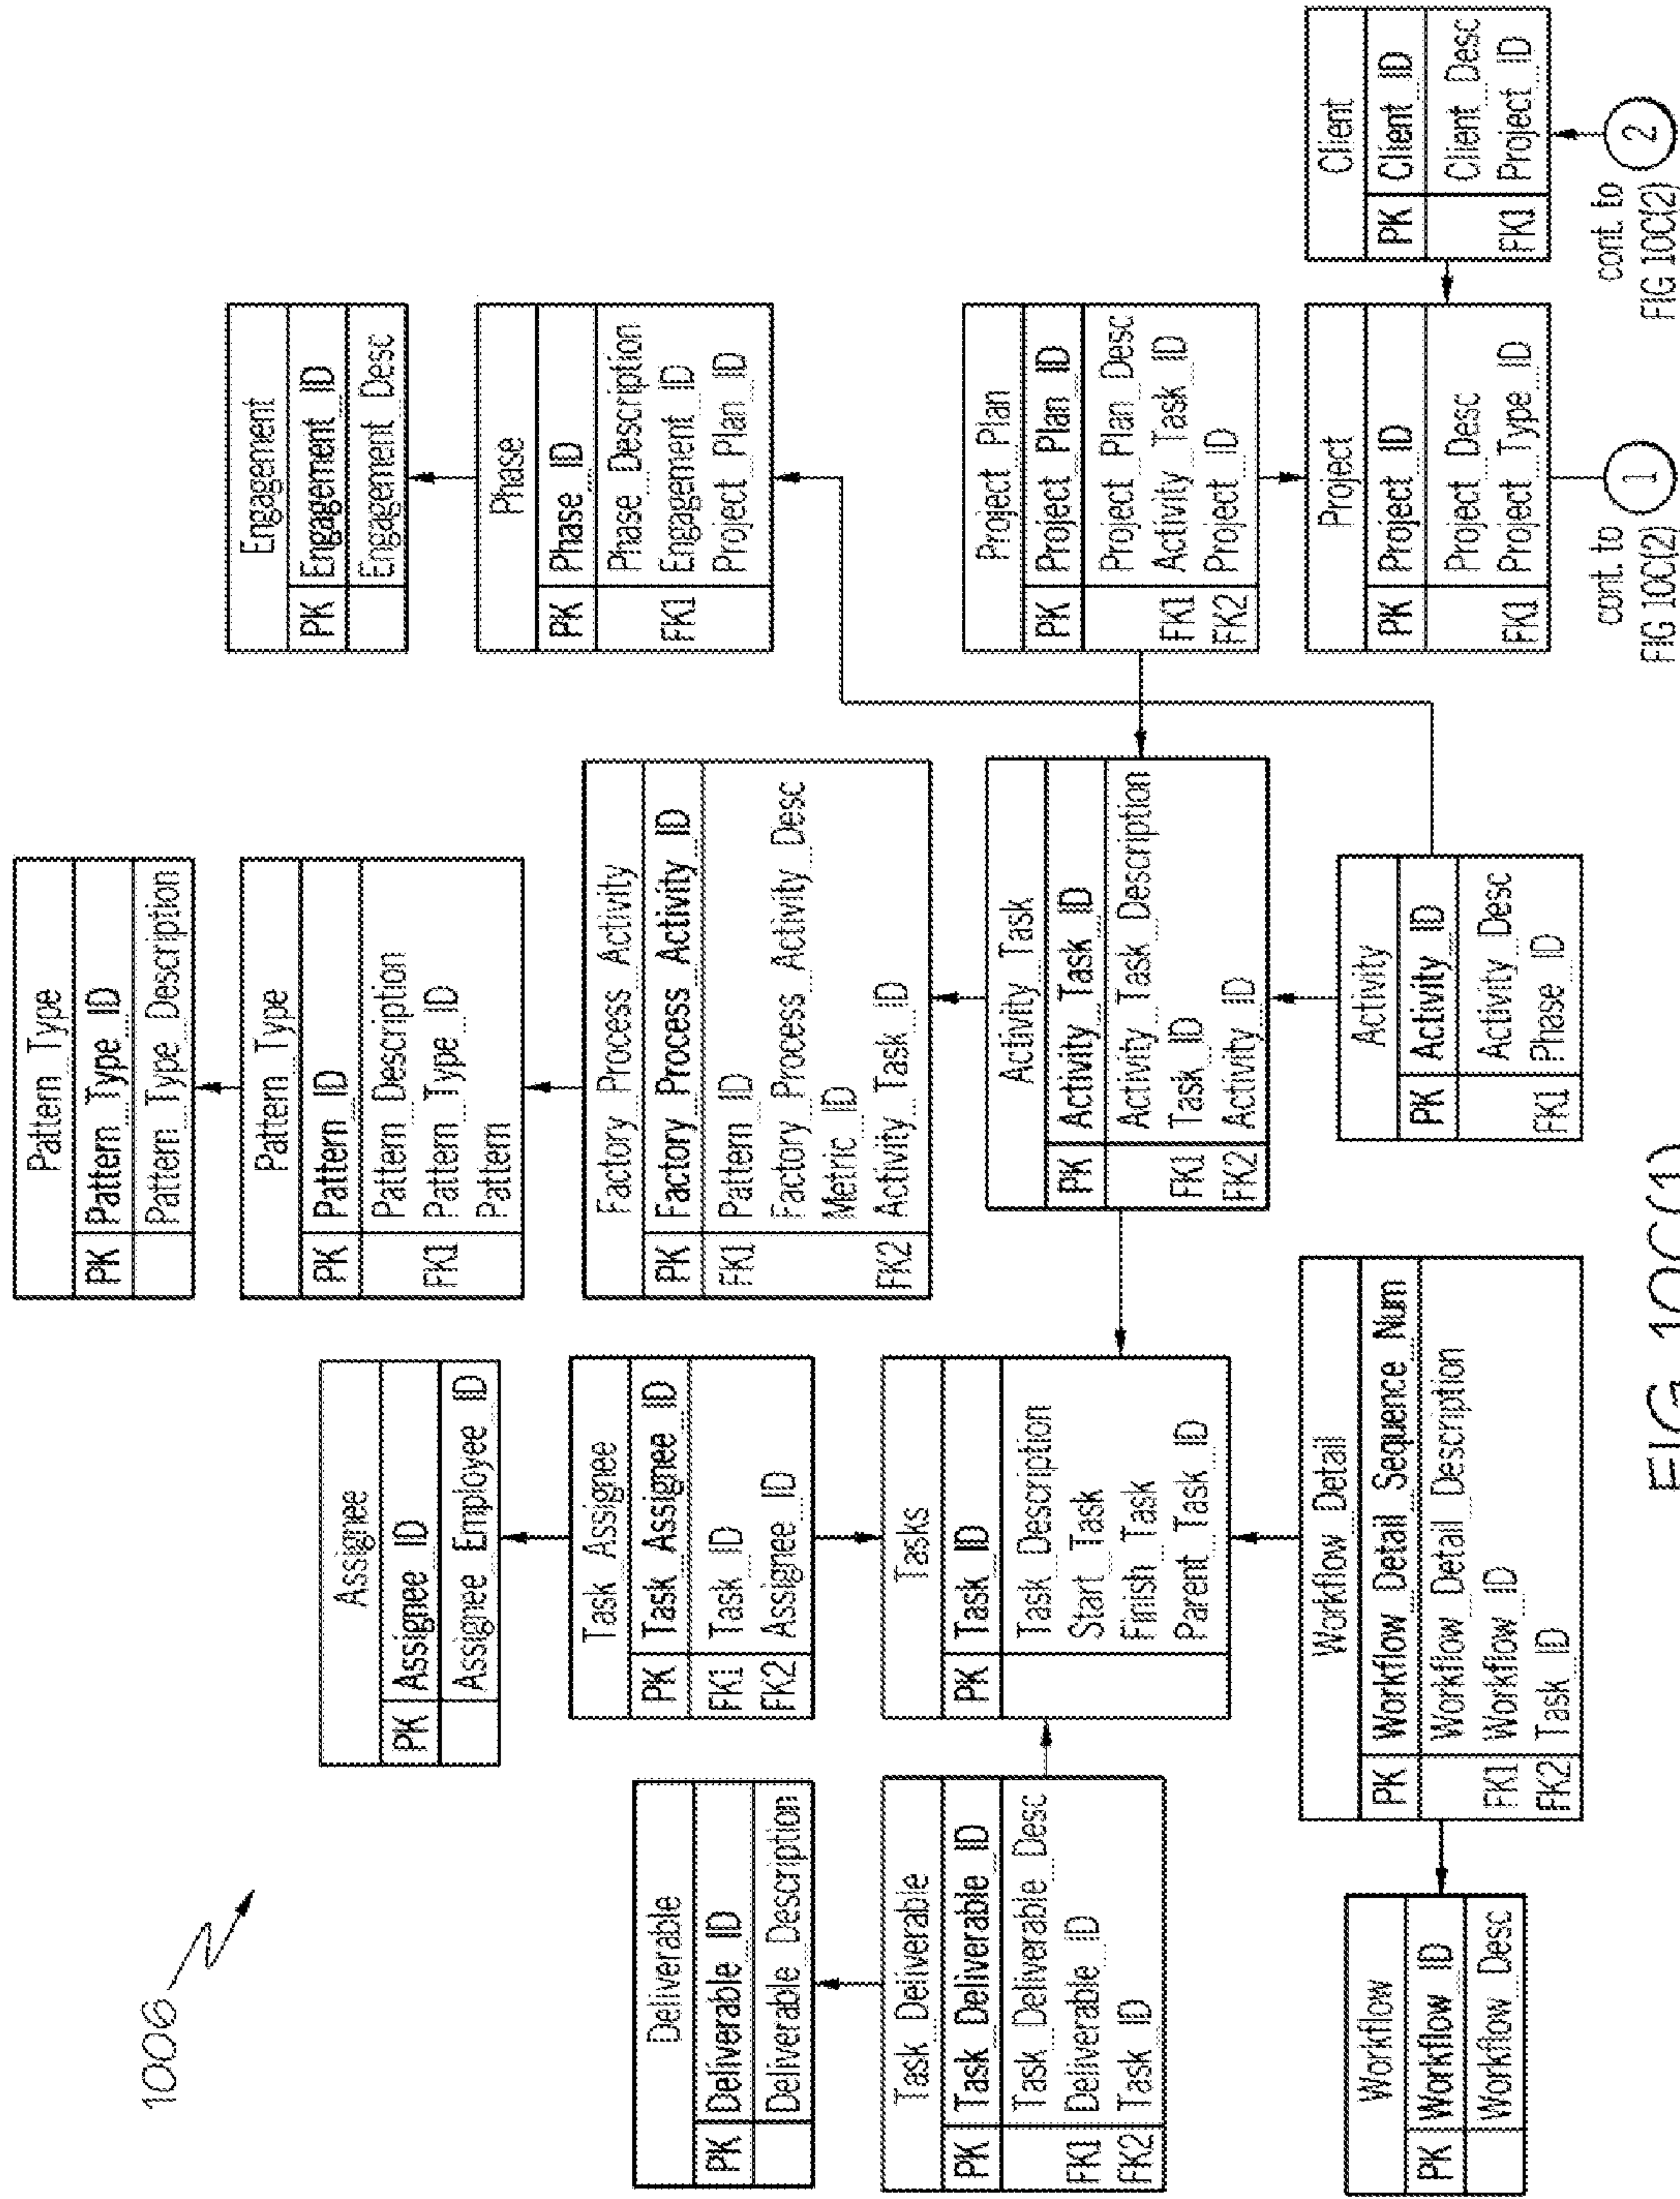 1006
Pattern_Type
PK Pattern_Type_ID
Pattern_Type_Description
Pattern_Type
PK Pattern_ID
Pattern_Description
FK1 Pattern_Type_ID
Pattern
Assignee
PK Assignee_ID
Assignee_Employee_ID
Engagement
PK Engagement_ID
Engagement_Desc
Deliverable
PK Deliverable_ID
Deliverable_Description
Task_Assignee
PK Task_Assignee_ID
FK1 Task_ID
FK2 Assignee_ID
Factory_Process_Activity
PK Factory_Process_Activity_ID
FK1 Pattern_ID
Factory_Process_Activity_Desc
Metric_ID
FK2 Activity_Task_ID
Phase
PK Phase_ID
Phase_Description
FK1 Engagement_ID
Project_Plan_ID
Task_Deliverable
PK Task_Deliverable_ID
Task_Deliverable_Desc
FK1 Deliverable_ID
FK2 Task_ID
Tasks
PK Task_ID
Task_Description
Start_Task
Finish_Task
Parent_Task_ID
Activity_Task
PK Activity_Task_ID
Activity_Task_Description
FK1 Task_ID
FK2 Activity_ID
Project_Plan
PK Project_Plan_ID
Project_Plan_Desc
FK1 Activity_Task_ID
FK2 Project_ID
Workflow
PK Workflow_ID
Workflow_Desc
Workflow_Detail
PK Workflow_Detail_Sequence_Num
Workflow_Detail_Description
FK1 Workflow_ID
FK2 Task_ID
Activity
PK Activity_ID
Activity_Desc
FK1 Phase_ID
Project
PK Project_ID
Project_Desc
FK1 Project_Type_ID
Client
PK Client_ID
Client_Desc
FK1 Project_ID
cont. to
FIG 10C(2)
1
cont. to
FIG 10C(2)
2
FIG 10C(1)